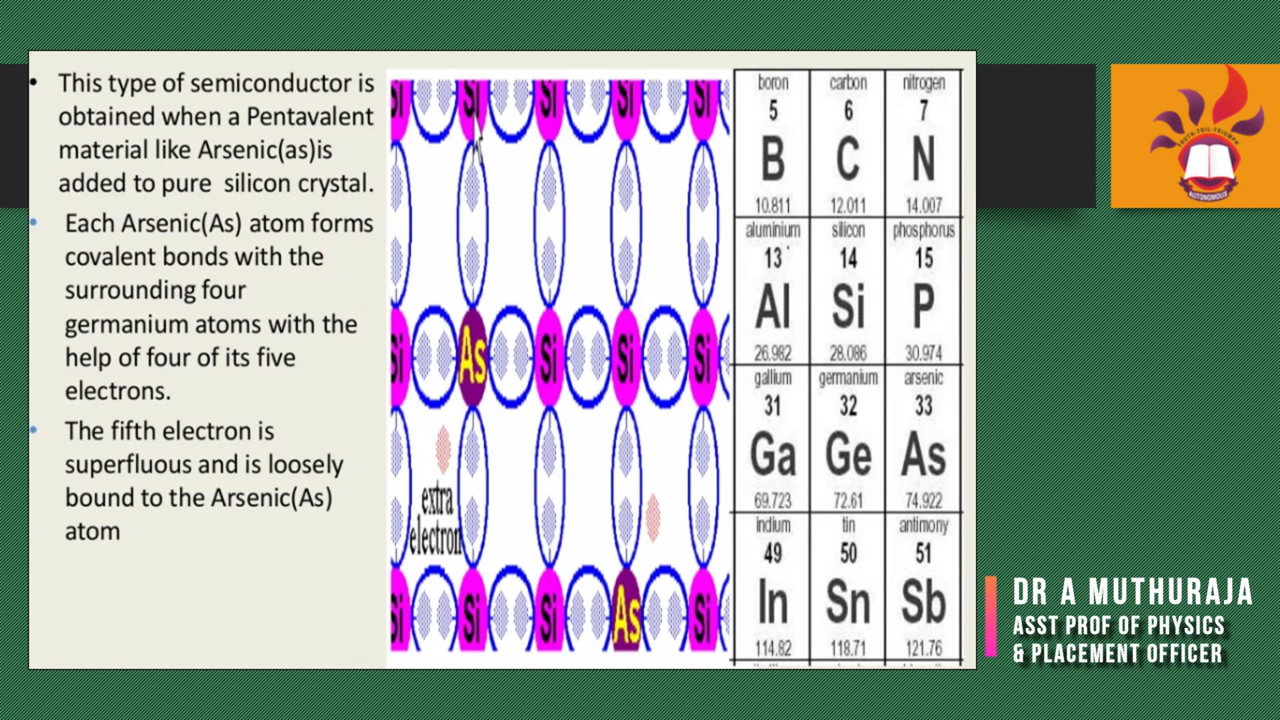 • This type of semiconductor is
obtained when a Pentavalent
material like Arsenic(as)is
added to pure silicon crystal.
• Each Arsenic(As) atom forms
covalent bonds with the
surrounding four
germanium atoms with the
help of four of its five
electrons.
• The fifth electron is
superfluous and is loosely
bound to the Arsenic(As)
atom
Si Si Si Si Si
Si As Si Si Si
extra
electron
Si Si Si As Si
boron carbon nitrogen
5 6 7
B C N
10.811 12.011 14.007
aluminium silicon phosphorus
13 14 15
Al Si P
26.982 28.086 30.974
gallium germanium arsenic
31 32 33
Ga Ge As
69.723 72.61 74.922
indium tin antimony
49 50 51
In Sn Sb
114.82 118.71 121.76
TRUTH-TOIL-TRIUMPH
AUTONOMOUS
DR A MUTHURAJA
ASST PROF OF PHYSICS
& PLACEMENT OFFICER